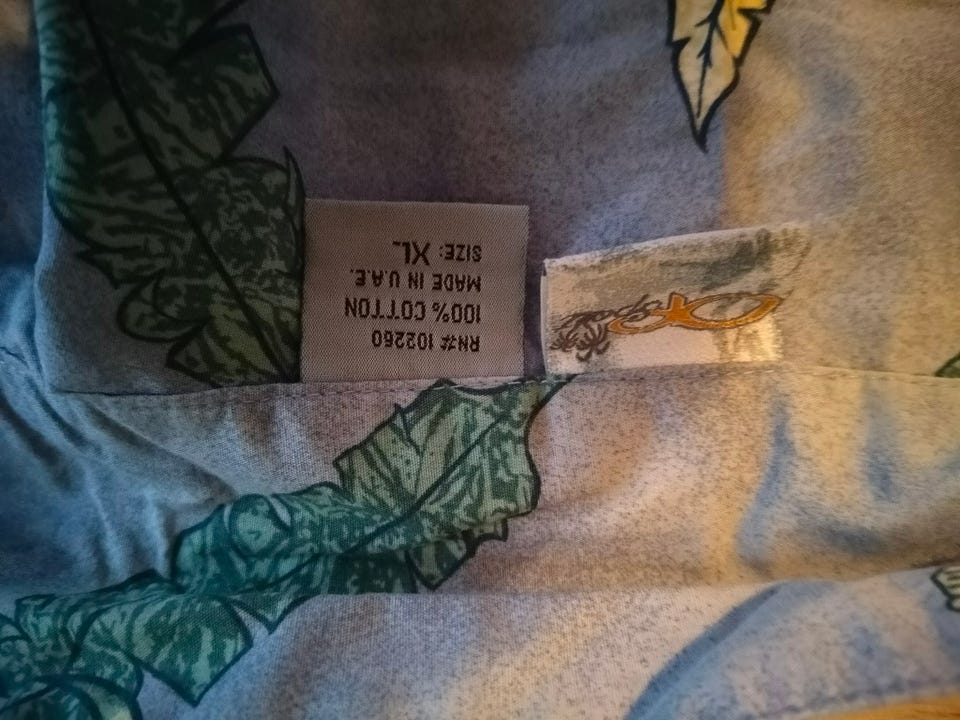 RN# 102260
100% COTTON
MADE IN U.A.E.
SIZE: XL